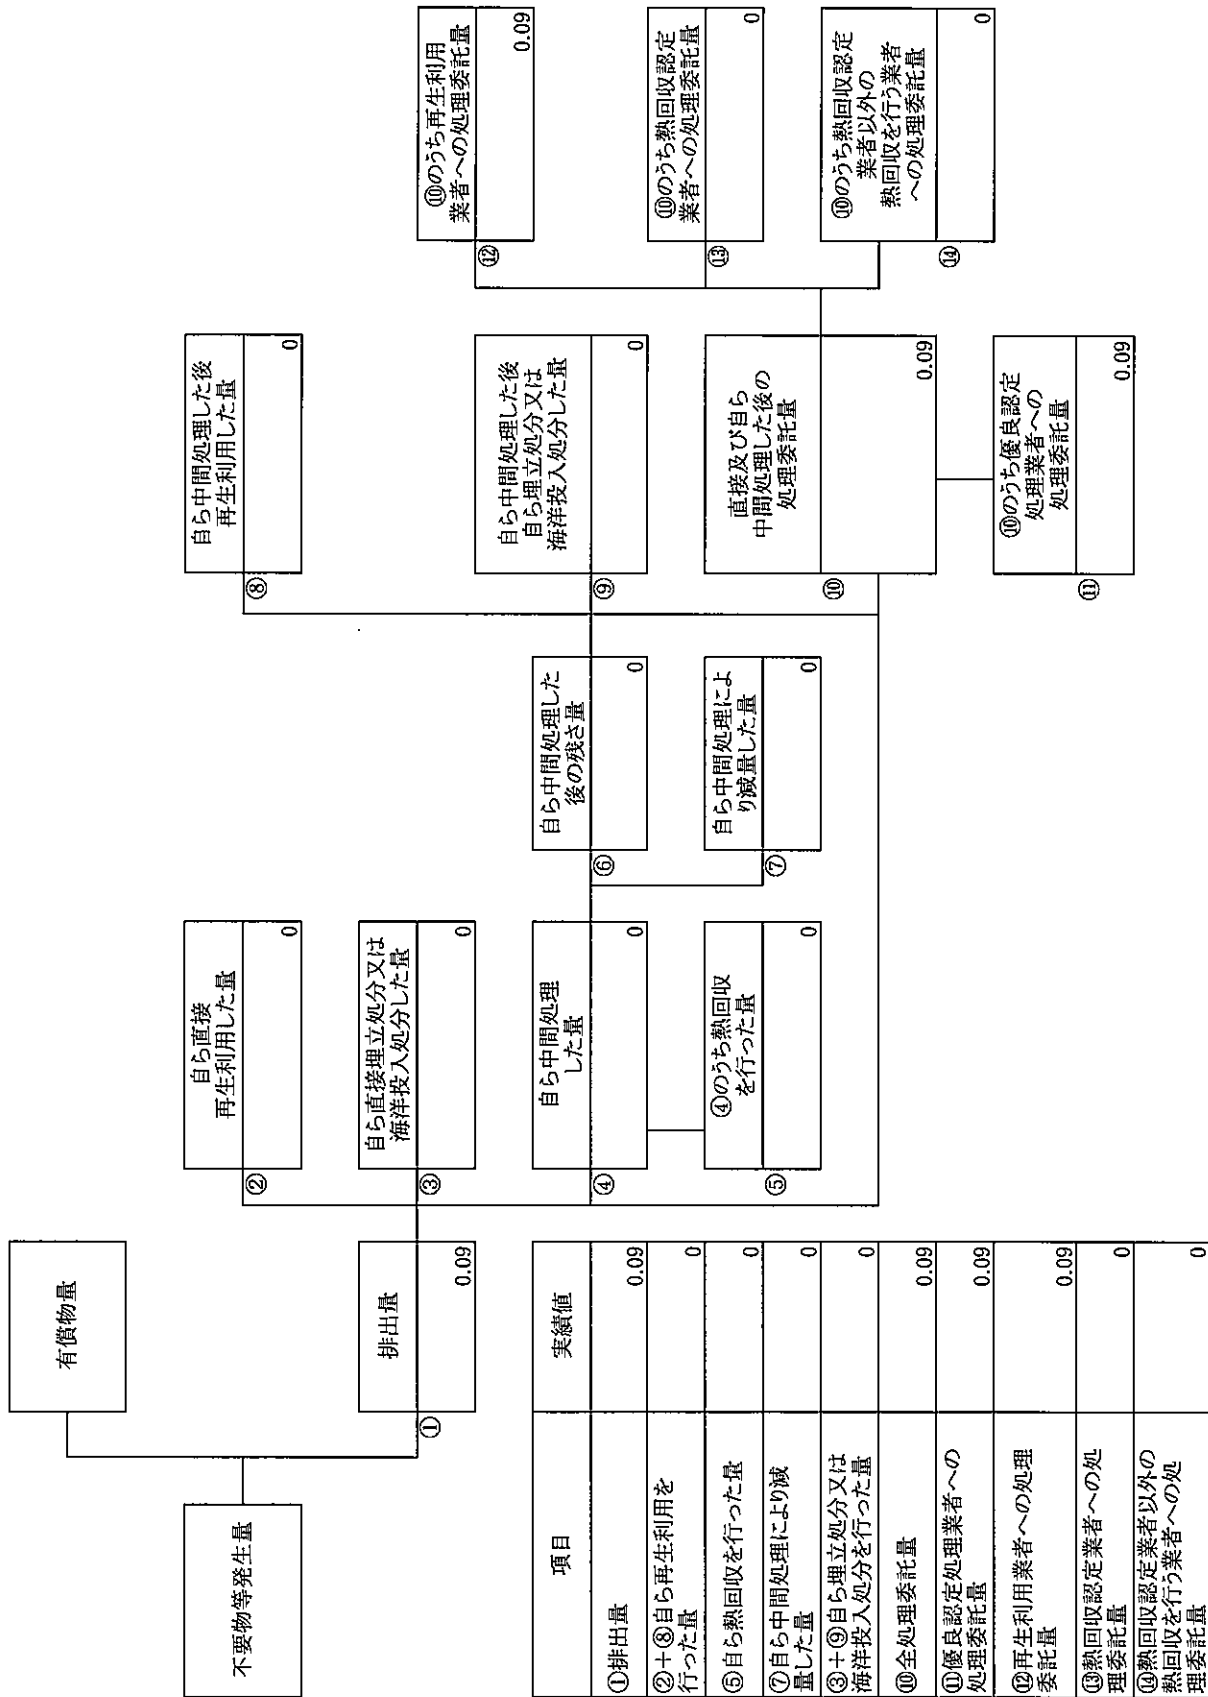 不要物等発生量
有償物量
排出量
①
0.09
自ら直接
再生利用した量
②
0
自ら直接埋立処分又は
海洋投入処分した量
③
0
自ら中間処理
した量
④
0
④のうち熱回収
を行った量
⑤
0
自ら中間処理した
後の残さ量
⑥
0
自ら中間処理によ
り減量した量
⑦
0
自ら中間処理した後
再生利用した量
⑧
0
自ら中間処理した後
自ら埋立処分又は
海洋投入処分した量
⑨
0
直接及び自ら
中間処理した後の
処理委託量
⑩
0.09
⑩のうち優良認定
処理業者への
処理委託量
⑪
0.09
⑩のうち再生利用
業者への処理委託量
⑫
0.09
⑩のうち熱回収認定
業者への処理委託量
⑬
0
⑩のうち熱回収認定
業者以外の
熱回収を行う業者
への処理委託量
⑭
0
項目 実績値
①排出量 0.09
②+⑧自ら再生利用を
行った量 0
⑤自ら熱回収を行った量 0
⑦自ら中間処理により減
量した量 0
③+⑨自ら埋立処分又は
海洋投入処分を行った量 0
⑩全処理委託量 0.09
⑪優良認定処理業者への
処理委託量 0.09
⑫再生利用業者への処理
委託量 0.09
⑬熱回収認定業者への処
理委託量 0
⑭熱回収認定業者以外の
熱回収を行う業者への処
理委託量 0